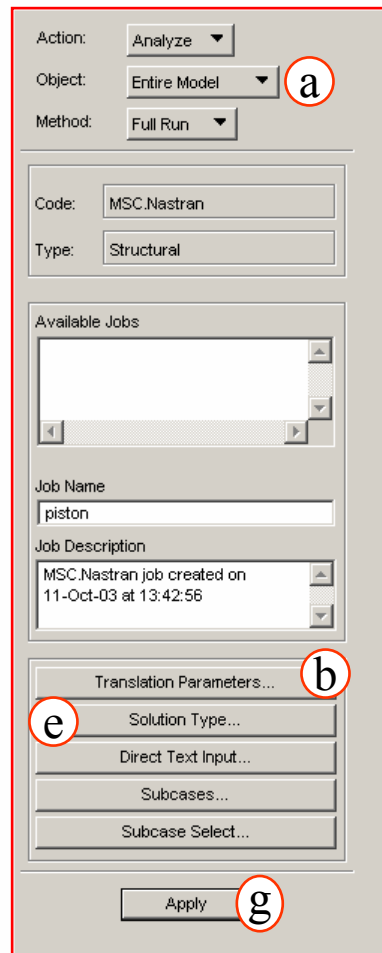 Action: Analyze
Object: Entire Model a
Method: Full Run
Code: MSC.Nastran
Type: Structural
Available Jobs
Job Name
piston
Job Description
MSC.Nastran job created on
11-Oct-03 at 13:42:56
Translation Parameters... b
e Solution Type...
Direct Text Input...
Subcases...
Subcase Select...
Apply g